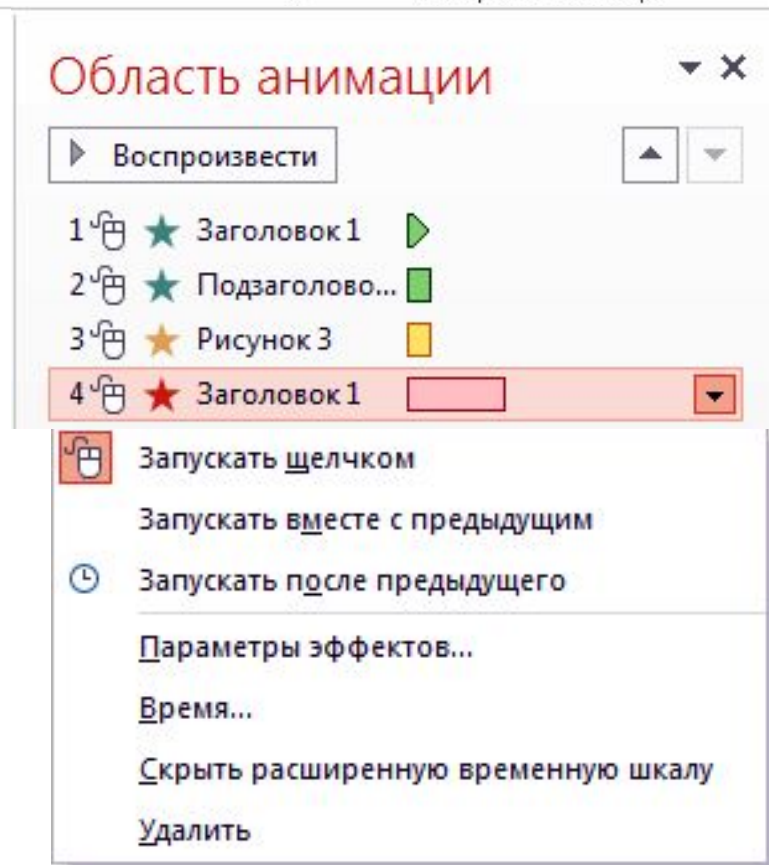 Область анимации
Воспроизвести
1 Заголовок 1
2 Подзаголово...
3 Рисунок 3
4 Заголовок 1
Запускать щелчком
Запускать вместе с предыдущим
Запускать после предыдущего
Параметры эффектов...
Время...
Скрыть расширенную временную шкалу
Удалить